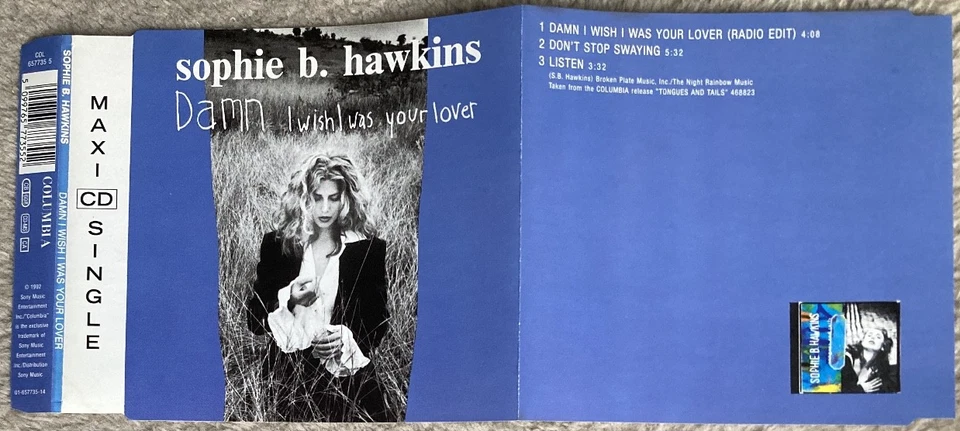 COL
657735 5
5 099765 773552
COLUMBIA
© 1992
Sony Music
Entertainment
Inc./"Columbia"
is the exclusive
trademark of
Sony Music
Entertainment
Inc./Distribution
Sony Music
01-657735-14
SOPHIE B. HAWKINS
DAMN I WISH I WAS YOUR LOVER
MAXI
CD
SINGLE
sophie b. hawkins
Damn I wish I was your lover
1 DAMN I WISH I WAS YOUR LOVER (RADIO EDIT) 4:08
2 DON'T STOP SWAYING 5:32
3 LISTEN 3:32
(S.B. Hawkins) Broken Plate Music, Inc./The Night Rainbow Music
Taken from the COLUMBIA release "TONGUES AND TAILS" 468823
SOPHIE B. HAWKINS